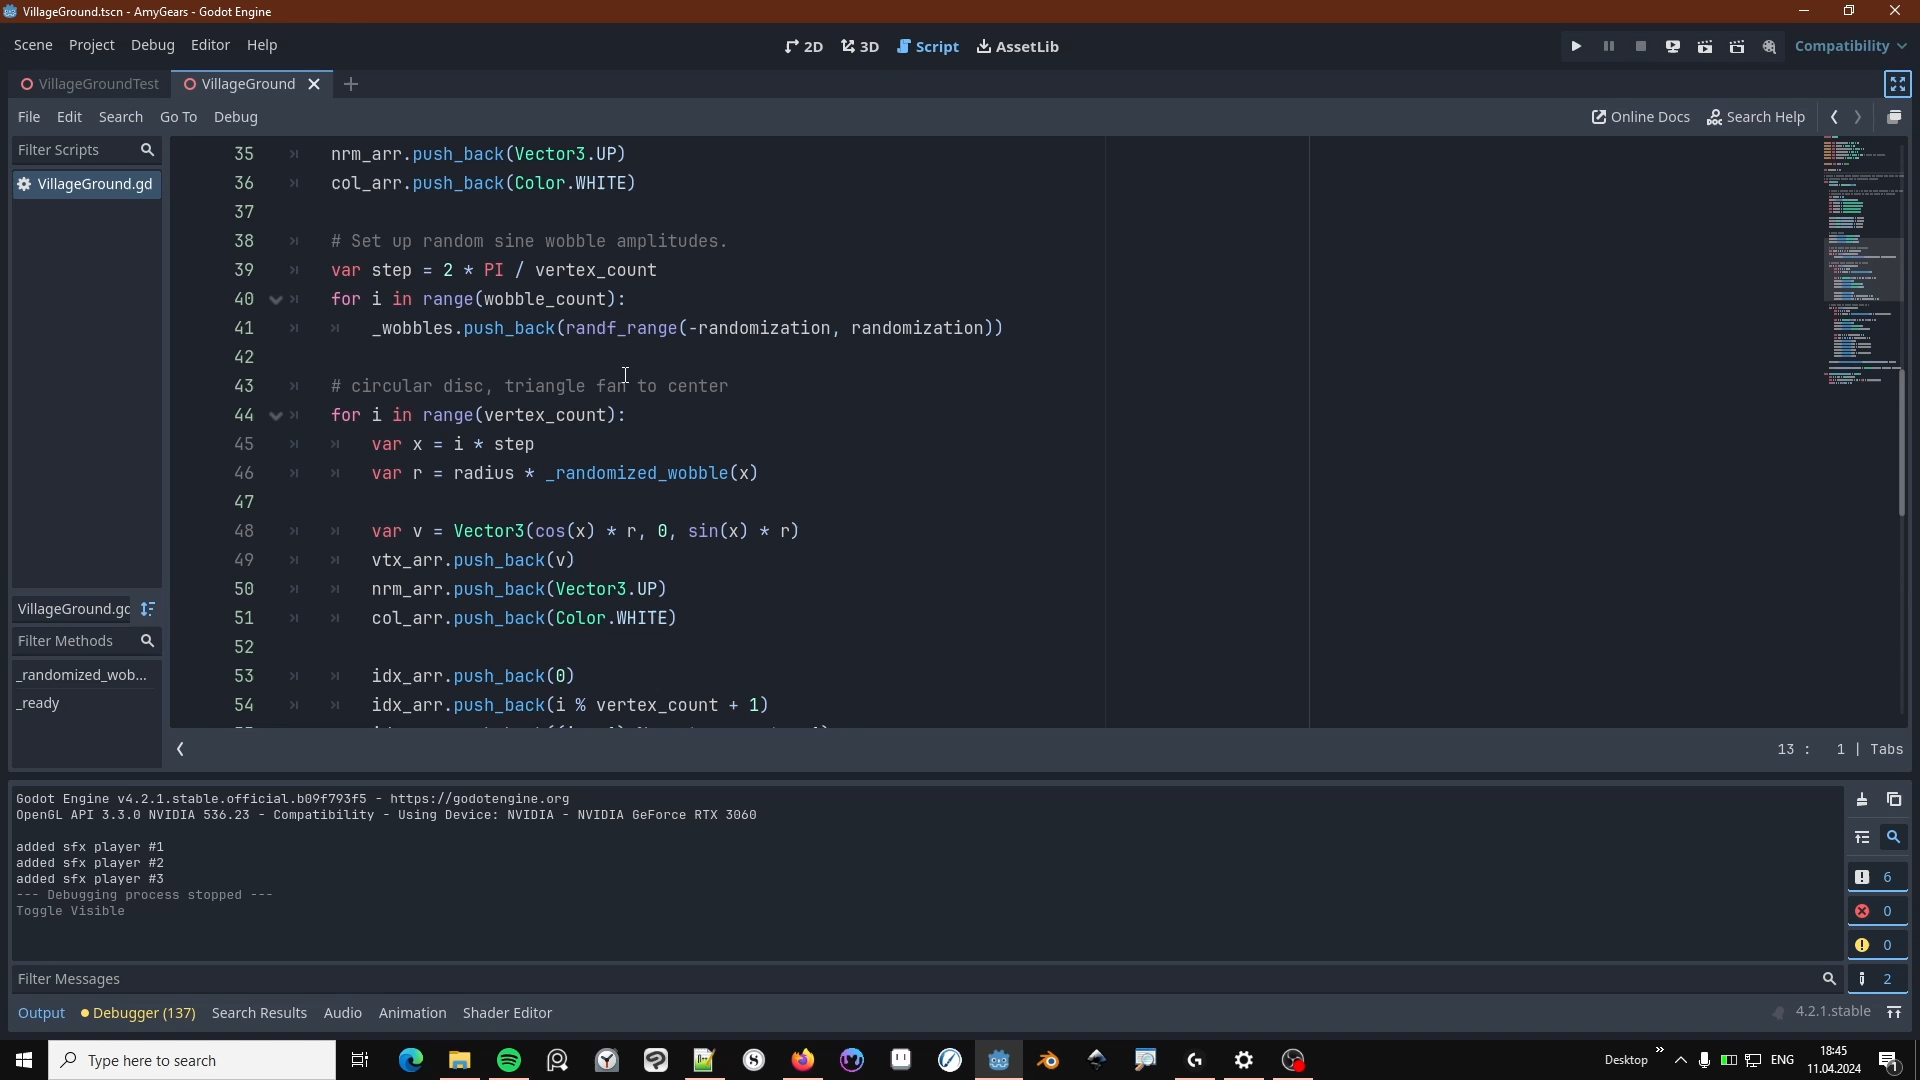 VillageGround.tscn - AmyGears - Godot Engine
Scene Project Debug Editor Help
2D 3D Script AssetLib
Compatibility
VillageGroundTest VillageGround
File Edit Search Go To Debug
Online Docs Search Help
Filter Scripts
VillageGround.gd
VillageGround.gd
Filter Methods
_randomized_wob...
_ready
35 nrm_arr.push_back(Vector3.UP)
36 col_arr.push_back(Color.WHITE)
37
38 # Set up random sine wobble amplitudes.
39 var step = 2 * PI / vertex_count
40 for i in range(wobble_count):
41 _wobbles.push_back(randf_range(-randomization, randomization))
42
43 # circular disc, triangle fan to center
44 for i in range(vertex_count):
45 var x = i * step
46 var r = radius * _randomized_wobble(x)
47
48 var v = Vector3(cos(x) * r, 0, sin(x) * r)
49 vtx_arr.push_back(v)
50 nrm_arr.push_back(Vector3.UP)
51 col_arr.push_back(Color.WHITE)
52
53 idx_arr.push_back(0)
54 idx_arr.push_back(i % vertex_count + 1)
13 : 1 | Tabs
Godot Engine v4.2.1.stable.official.b09f793f5 - https://godotengine.org
OpenGL API 3.3.0 NVIDIA 536.23 - Compatibility - Using Device: NVIDIA - NVIDIA GeForce RTX 3060
added sfx player #1
added sfx player #2
added sfx player #3
--- Debugging process stopped ---
Toggle Visible
6
0
0
2
Filter Messages
Output Debugger (137) Search Results Audio Animation Shader Editor
4.2.1.stable
Type here to search
Desktop ENG
18:45
11.04.2024
1